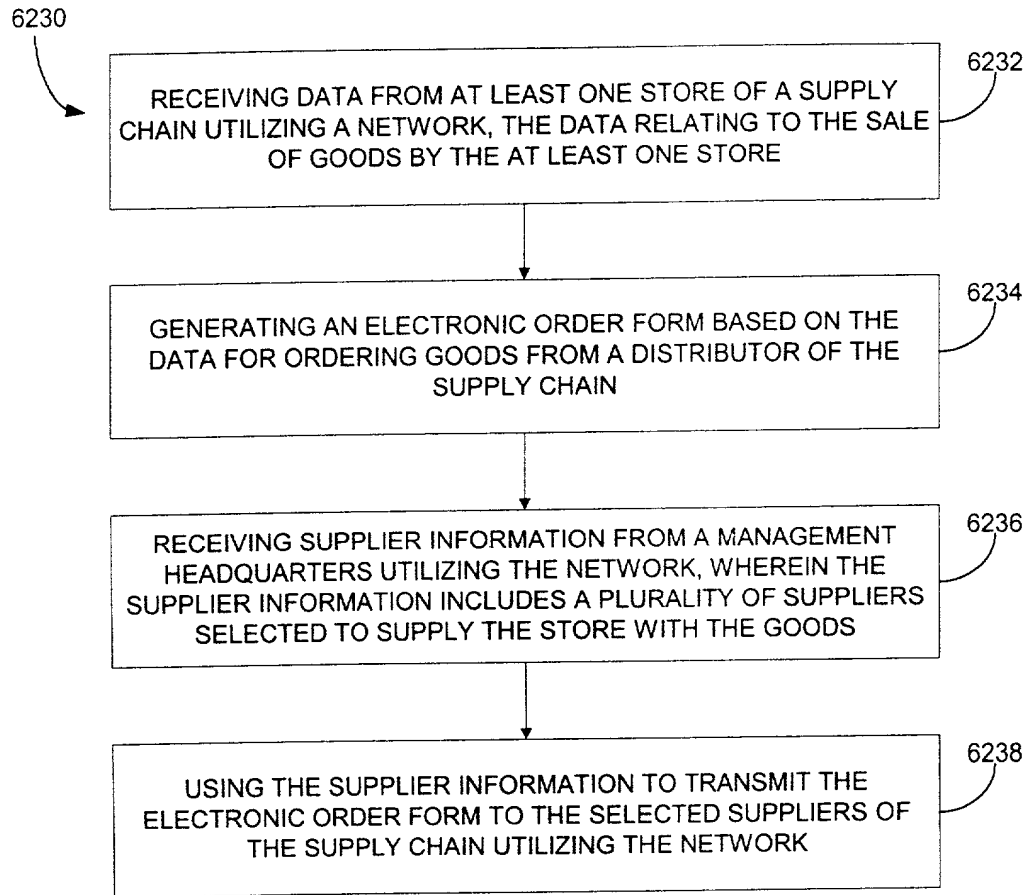 6230
6232
RECEIVING DATA FROM AT LEAST ONE STORE OF A SUPPLY
CHAIN UTILIZING A NETWORK, THE DATA RELATING TO THE SALE
OF GOODS BY THE AT LEAST ONE STORE
6234
GENERATING AN ELECTRONIC ORDER FORM BASED ON THE
DATA FOR ORDERING GOODS FROM A DISTRIBUTOR OF THE
SUPPLY CHAIN
6236
RECEIVING SUPPLIER INFORMATION FROM A MANAGEMENT
HEADQUARTERS UTILIZING THE NETWORK, WHEREIN THE
SUPPLIER INFORMATION INCLUDES A PLURALITY OF SUPPLIERS
SELECTED TO SUPPLY THE STORE WITH THE GOODS
6238
USING THE SUPPLIER INFORMATION TO TRANSMIT THE
ELECTRONIC ORDER FORM TO THE SELECTED SUPPLIERS OF
THE SUPPLY CHAIN UTILIZING THE NETWORK